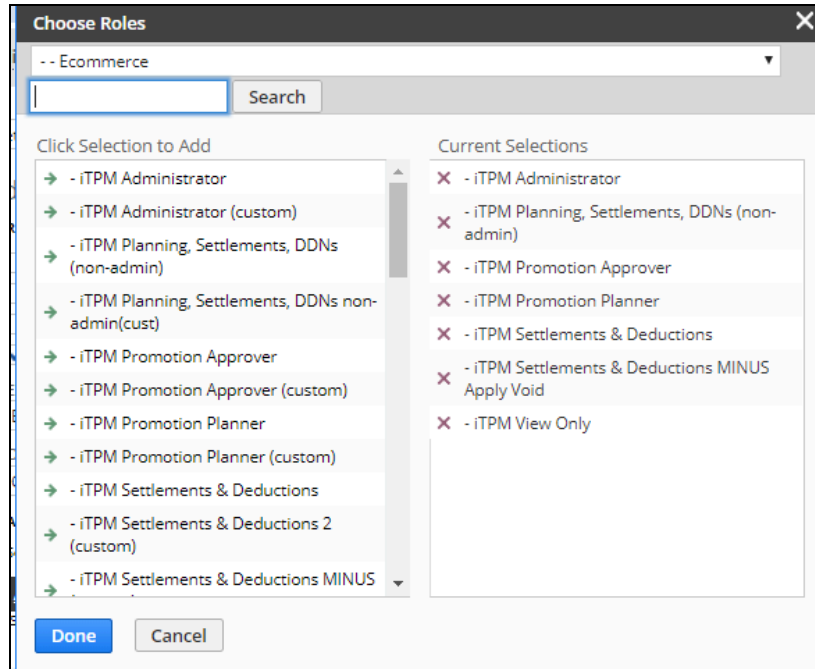 Choose Roles
- - Ecommerce
Search
Click Selection to Add
- iTPM Administrator
- iTPM Administrator (custom)
- iTPM Planning, Settlements, DDNs
(non-admin)
- iTPM Planning, Settlements, DDNs non-
admin(cust)
- iTPM Promotion Approver
- iTPM Promotion Approver (custom)
- iTPM Promotion Planner
- iTPM Promotion Planner (custom)
- iTPM Settlements & Deductions
- iTPM Settlements & Deductions 2
(custom)
- iTPM Settlements & Deductions MINUS
Current Selections
- iTPM Administrator
- iTPM Planning, Settlements, DDNs (non-
admin)
- iTPM Promotion Approver
- iTPM Promotion Planner
- iTPM Settlements & Deductions
- iTPM Settlements & Deductions MINUS
Apply Void
- iTPM View Only
Done
Cancel